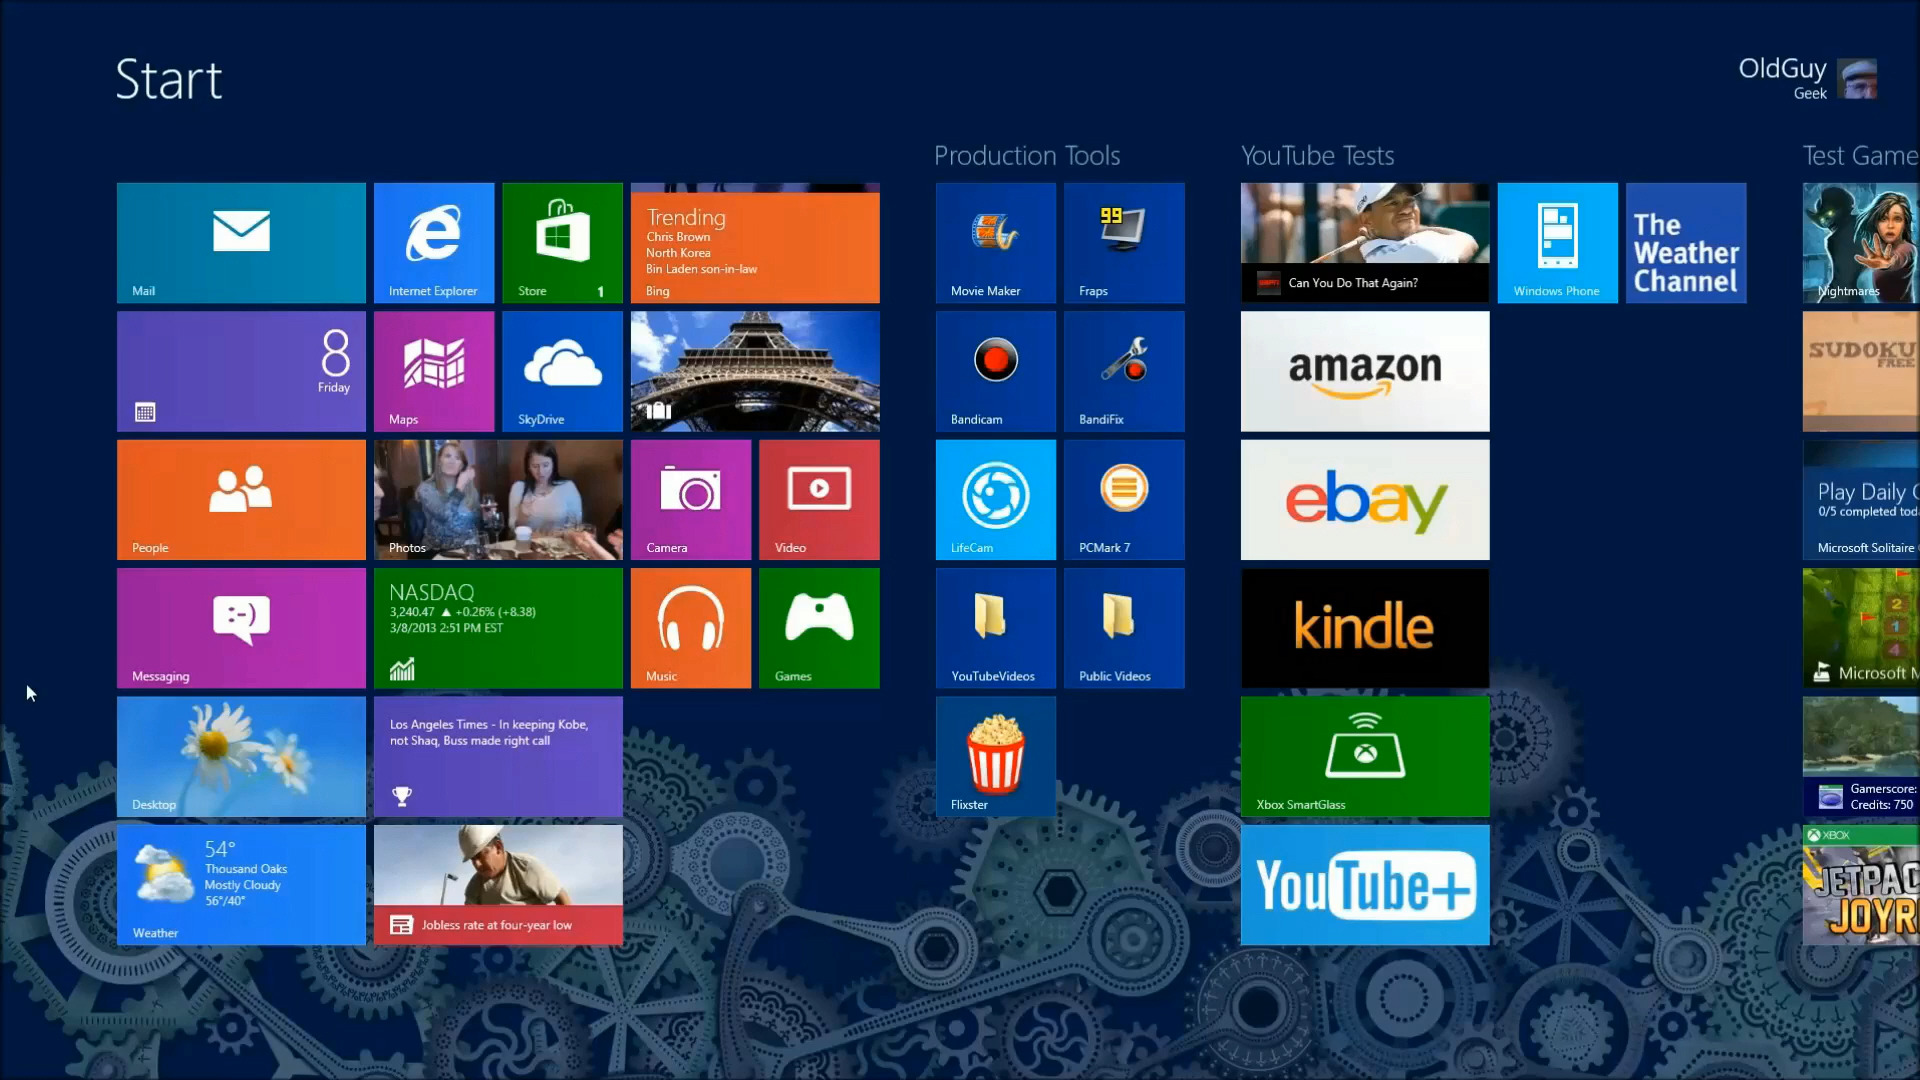 Start
OldGuy
Geek
Production Tools
YouTube Tests
Test Game
Mail
Internet Explorer
Store
1
Trending
Chris Brown
North Korea
Bin Laden son-in-law
Bing
Movie Maker
99
Fraps
Can You Do That Again?
Windows Phone
The
Weather
Channel
Nightmares
8
Friday
Maps
SkyDrive
Bandicam
BandiFix
amazon
SUDOKU
FREE
People
Photos
Camera
Video
LifeCam
PCMark 7
ebay
Play Daily C
0/5 completed tod
Microsoft Solitaire
:-)
Messaging
NASDAQ
3,240.47 ▲ +0.26% (+8.38)
3/8/2013 2:51 PM EST
Music
Games
YouTubeVideos
Public Videos
kindle
2
1
4
Microsoft M
Desktop
Los Angeles Times - In keeping Kobe,
not Shaq, Buss made right call
Flixster
Xbox SmartGlass
Gamerscore:
Credits: 750
54°
Thousand Oaks
Mostly Cloudy
56°/40°
Weather
Jobless rate at four-year low
YouTube+
XBOX
JETPAC
JOYR